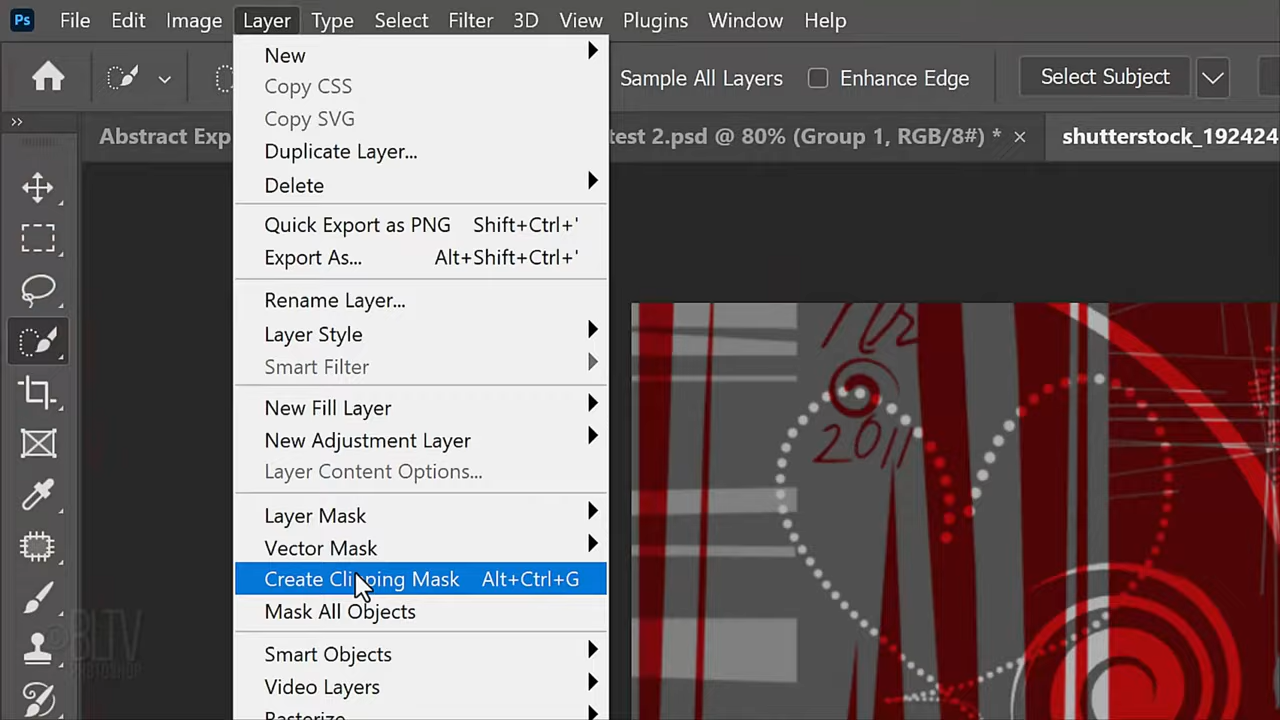 Ps File Edit Image Layer Type Select Filter 3D View Plugins Window Help
Sample All Layers Enhance Edge Select Subject
Abstract Exp test 2.psd @ 80% (Group 1, RGB/8#) * × shutterstock_192424
New
Copy CSS
Copy SVG
Duplicate Layer...
Delete
Quick Export as PNG Shift+Ctrl+'
Export As... Alt+Shift+Ctrl+'
Rename Layer...
Layer Style
Smart Filter
New Fill Layer
New Adjustment Layer
Layer Content Options...
Layer Mask
Vector Mask
Create Clipping Mask Alt+Ctrl+G
Mask All Objects
Smart Objects
Video Layers
Rasterize
2011
©BLTV
PHOTOSHOP